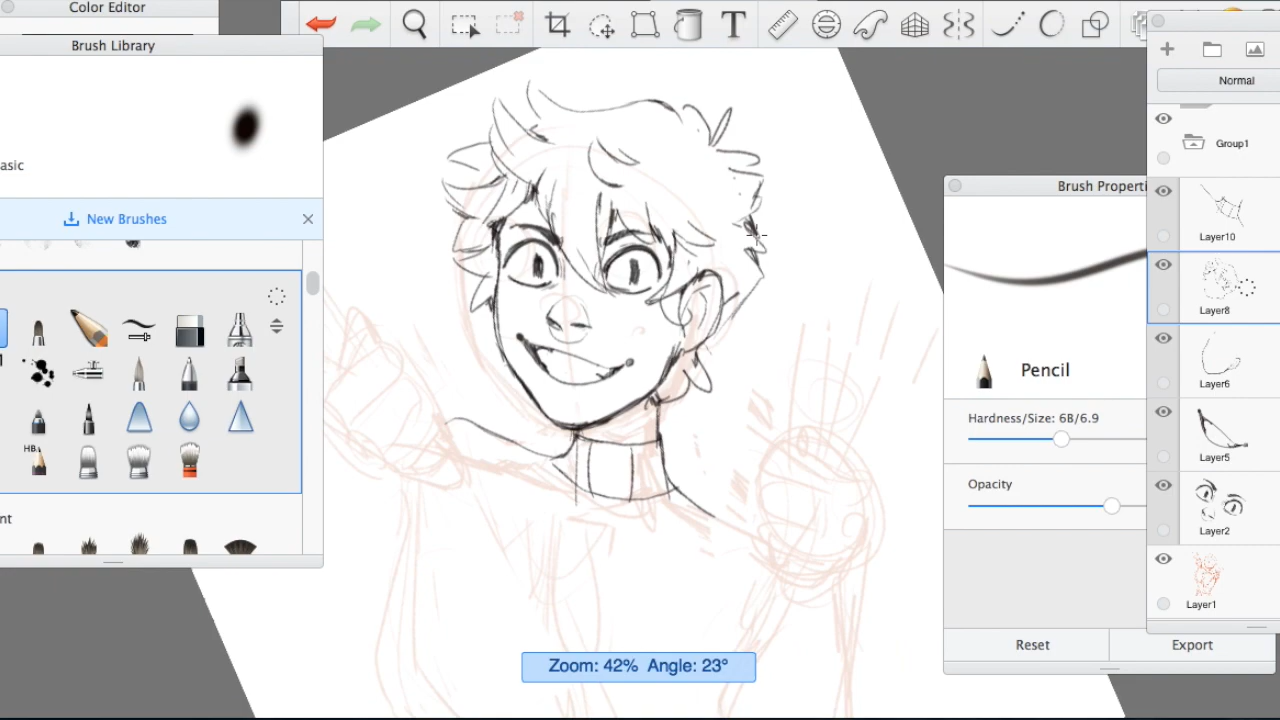 Color Editor
Brush Library
asic
New Brushes
HB
nt
Zoom: 42% Angle: 23°
Brush Properti
Pencil
Hardness/Size: 6B/6.9
Opacity
Reset
Export
Normal
Group1
Layer10
Layer8
Layer6
Layer5
Layer2
Layer1